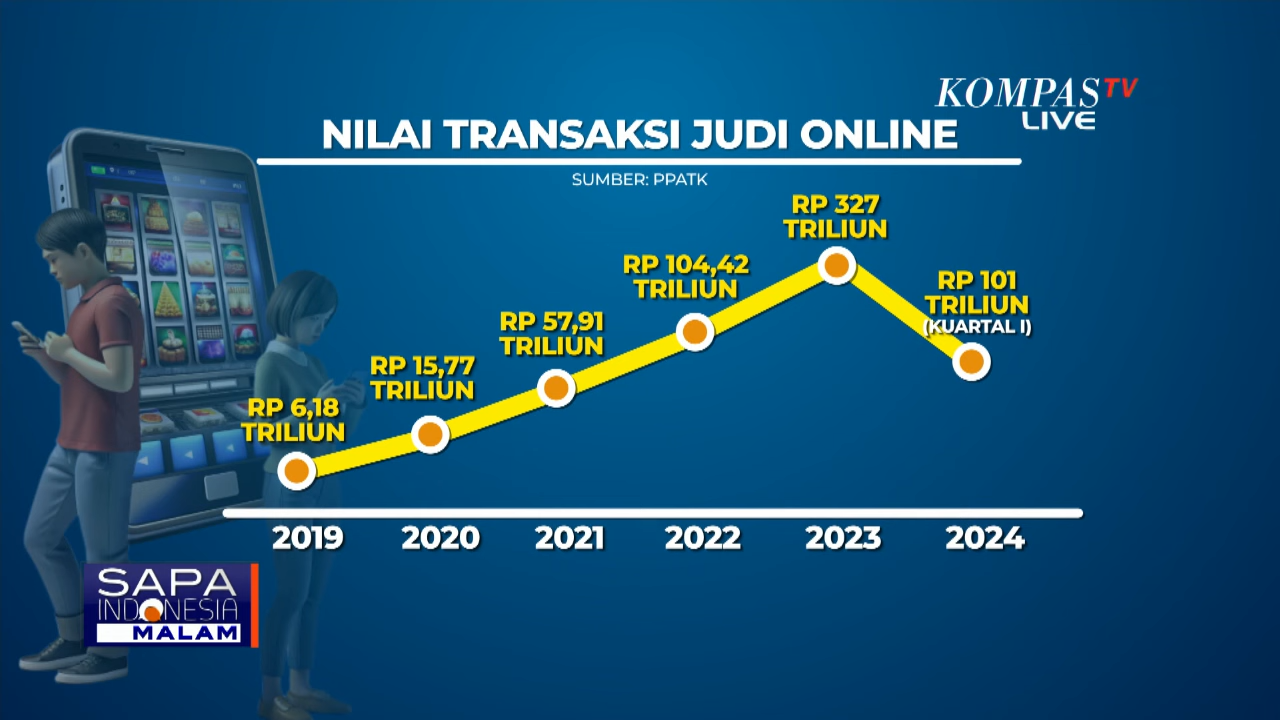 KOMPAS TV
LIVE
NILAI TRANSAKSI JUDI ONLINE
SUMBER: PPATK
RP 6,18
TRILIUN
RP 15,77
TRILIUN
RP 57,91
TRILIUN
RP 104,42
TRILIUN
RP 327
TRILIUN
RP 101
TRILIUN
(KUARTAL I)
2019 2020 2021 2022 2023 2024
SAPA
INDONESIA
MALAM